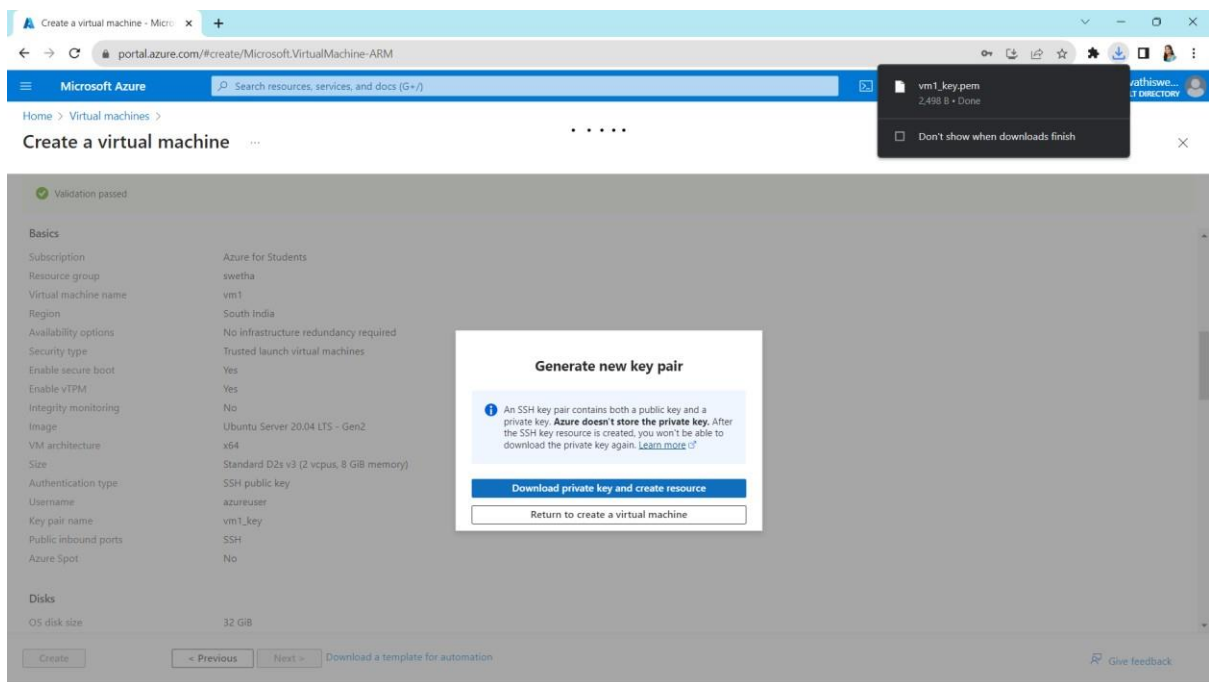 Create a virtual machine - Micro
portal.azure.com/#create/Microsoft.VirtualMachine-ARM
Microsoft Azure
Search resources, services, and docs (G+/)
vm1_key.pem
2,498 B • Done
Don't show when downloads finish
vathiswe...
T DIRECTORY
Home > Virtual machines >
Create a virtual machine ...
Validation passed
Basics
Subscription Azure for Students
Resource group swetha
Virtual machine name vm1
Region South India
Availability options No infrastructure redundancy required
Security type Trusted launch virtual machines
Enable secure boot Yes
Enable vTPM Yes
Integrity monitoring No
Image Ubuntu Server 20.04 LTS - Gen2
VM architecture x64
Size Standard D2s v3 (2 vcpus, 8 GiB memory)
Authentication type SSH public key
Username azureuser
Key pair name vm1_key
Public inbound ports SSH
Azure Spot No
Disks
OS disk size 32 GiB
Generate new key pair
An SSH key pair contains both a public key and a
private key. Azure doesn't store the private key. After
the SSH key resource is created, you won't be able to
download the private key again. Learn more
Download private key and create resource
Return to create a virtual machine
Create < Previous Next > Download a template for automation Give feedback